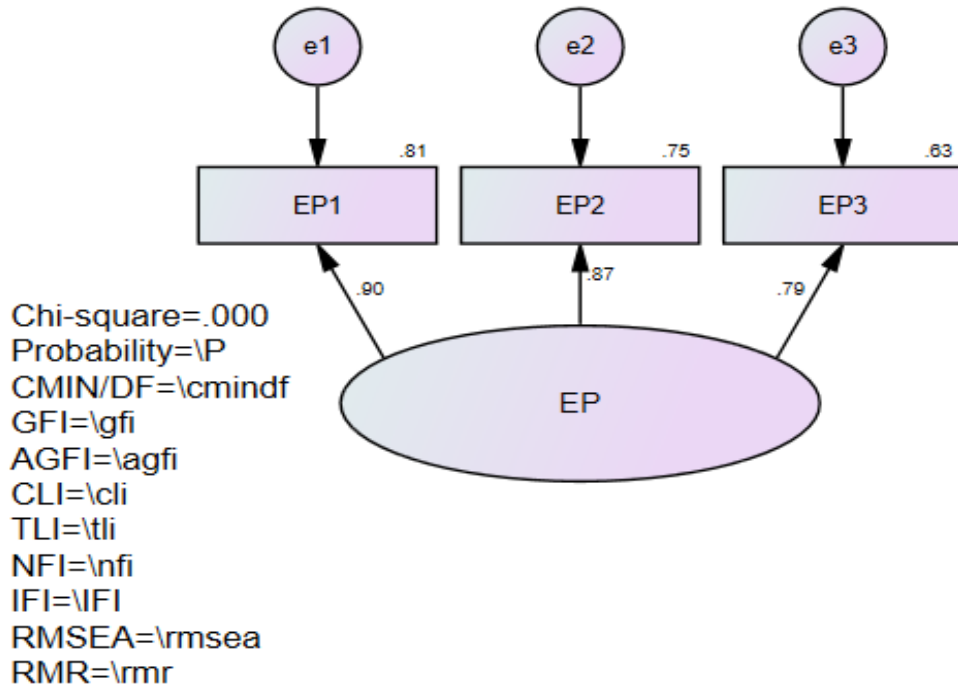 e1 e2 e3
.81 .75 .63
EP1 EP2 EP3
.90 .87 .79
EP
Chi-square=.000
Probability=\P
CMIN/DF=\cmindf
GFI=\gfi
AGFI=\agfi
CLI=\cli
TLI=\tli
NFI=\nfi
IFI=\IFI
RMSEA=\rmsea
RMR=\rmr